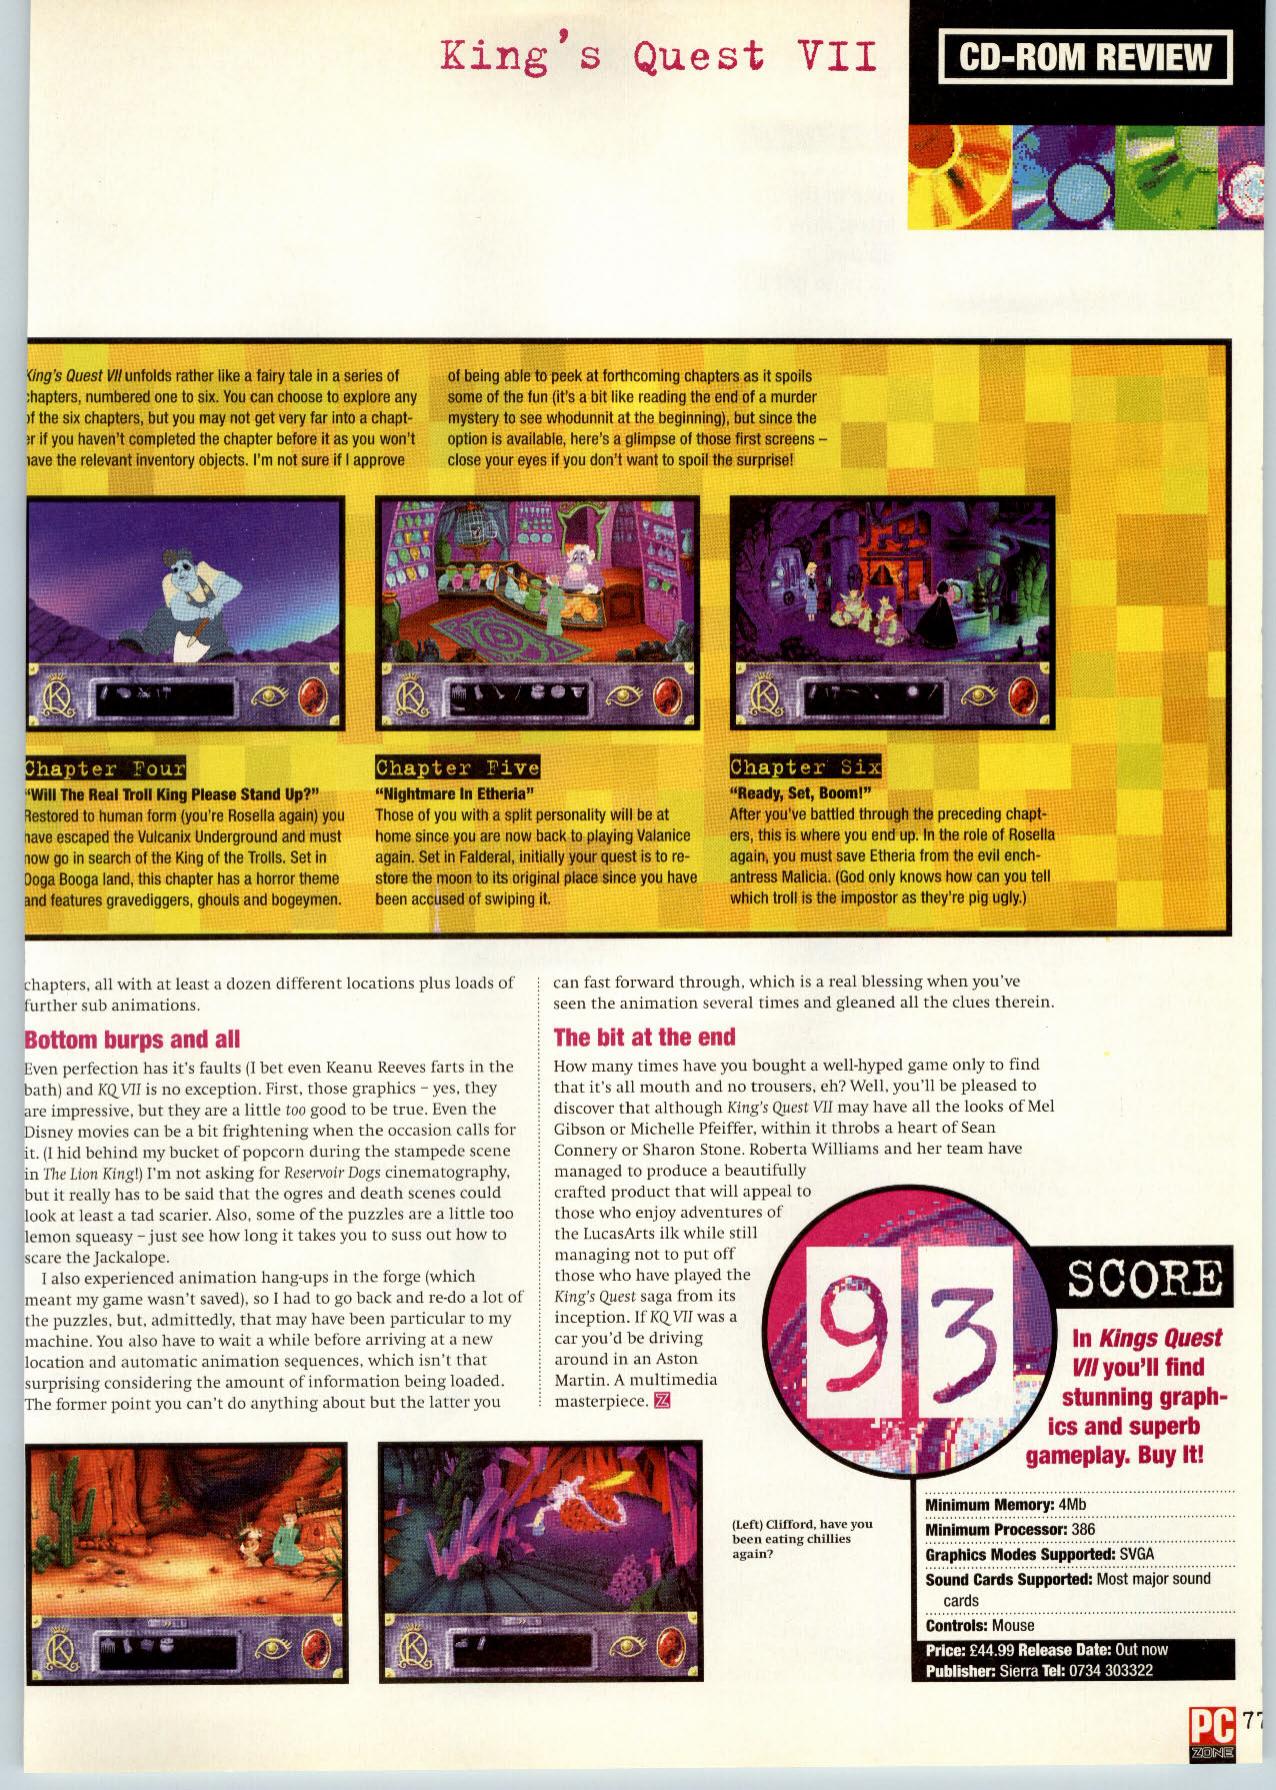 King's Quest VII
CD-ROM REVIEW
King's Quest VII unfolds rather like a fairy tale in a series of
chapters, numbered one to six. You can choose to explore any
of the six chapters, but you may not get very far into a chapt-
er if you haven't completed the chapter before it as you won't
have the relevant inventory objects. I'm not sure if I approve
of being able to peek at forthcoming chapters as it spoils
some of the fun (it's a bit like reading the end of a murder
mystery to see whodunnit at the beginning), but since the
option is available, here's a glimpse of those first screens –
close your eyes if you don't want to spoil the surprise!
Chapter Four
"Will The Real Troll King Please Stand Up?"
Restored to human form (you're Rosella again) you
have escaped the Vulcanix Underground and must
now go in search of the King of the Trolls. Set in
Ooga Booga land, this chapter has a horror theme
and features gravediggers, ghouls and bogeymen.
Chapter Five
"Nightmare In Etheria"
Those of you with a split personality will be at
home since you are now back to playing Valanice
again. Set in Falderal, initially your quest is to re-
store the moon to its original place since you have
been accused of swiping it.
Chapter Six
"Ready, Set, Boom!"
After you've battled through the preceding chapt-
ers, this is where you end up. In the role of Rosella
again, you must save Etheria from the evil ench-
antress Malicia. (God only knows how can you tell
which troll is the impostor as they're pig ugly.)
chapters, all with at least a dozen different locations plus loads of
further sub animations.
Bottom burps and all
Even perfection has it's faults (I bet even Keanu Reeves farts in the
bath) and KQ VII is no exception. First, those graphics – yes, they
are impressive, but they are a little too good to be true. Even the
Disney movies can be a bit frightening when the occasion calls for
it. (I hid behind my bucket of popcorn during the stampede scene
in The Lion King!) I'm not asking for Reservoir Dogs cinematography,
but it really has to be said that the ogres and death scenes could
look at least a tad scarier. Also, some of the puzzles are a little too
lemon squeasy – just see how long it takes you to suss out how to
scare the Jackalope.
I also experienced animation hang-ups in the forge (which
meant my game wasn't saved), so I had to go back and re-do a lot of
the puzzles, but, admittedly, that may have been particular to my
machine. You also have to wait a while before arriving at a new
location and automatic animation sequences, which isn't that
surprising considering the amount of information being loaded.
The former point you can't do anything about but the latter you
can fast forward through, which is a real blessing when you've
seen the animation several times and gleaned all the clues therein.
The bit at the end
How many times have you bought a well-hyped game only to find
that it's all mouth and no trousers, eh? Well, you'll be pleased to
discover that although King's Quest VII may have all the looks of Mel
Gibson or Michelle Pfeiffer, within it throbs a heart of Sean
Connery or Sharon Stone. Roberta Williams and her team have
managed to produce a beautifully
crafted product that will appeal to
those who enjoy adventures of
the LucasArts ilk while still
managing not to put off
those who have played the
King's Quest saga from its
inception. If KQ VII was a
car you'd be driving
around in an Aston
Martin. A multimedia
masterpiece. Z
93
SCORE
In Kings Quest
VII you'll find
stunning graph-
ics and superb
gameplay. Buy It!
(Left) Clifford, have you
been eating chillies
again?
Minimum Memory: 4Mb
Minimum Processor: 386
Graphics Modes Supported: SVGA
Sound Cards Supported: Most major sound
cards
Controls: Mouse
Price: £44.99 Release Date: Out now
Publisher: Sierra Tel: 0734 303322
PC
ZONE
77